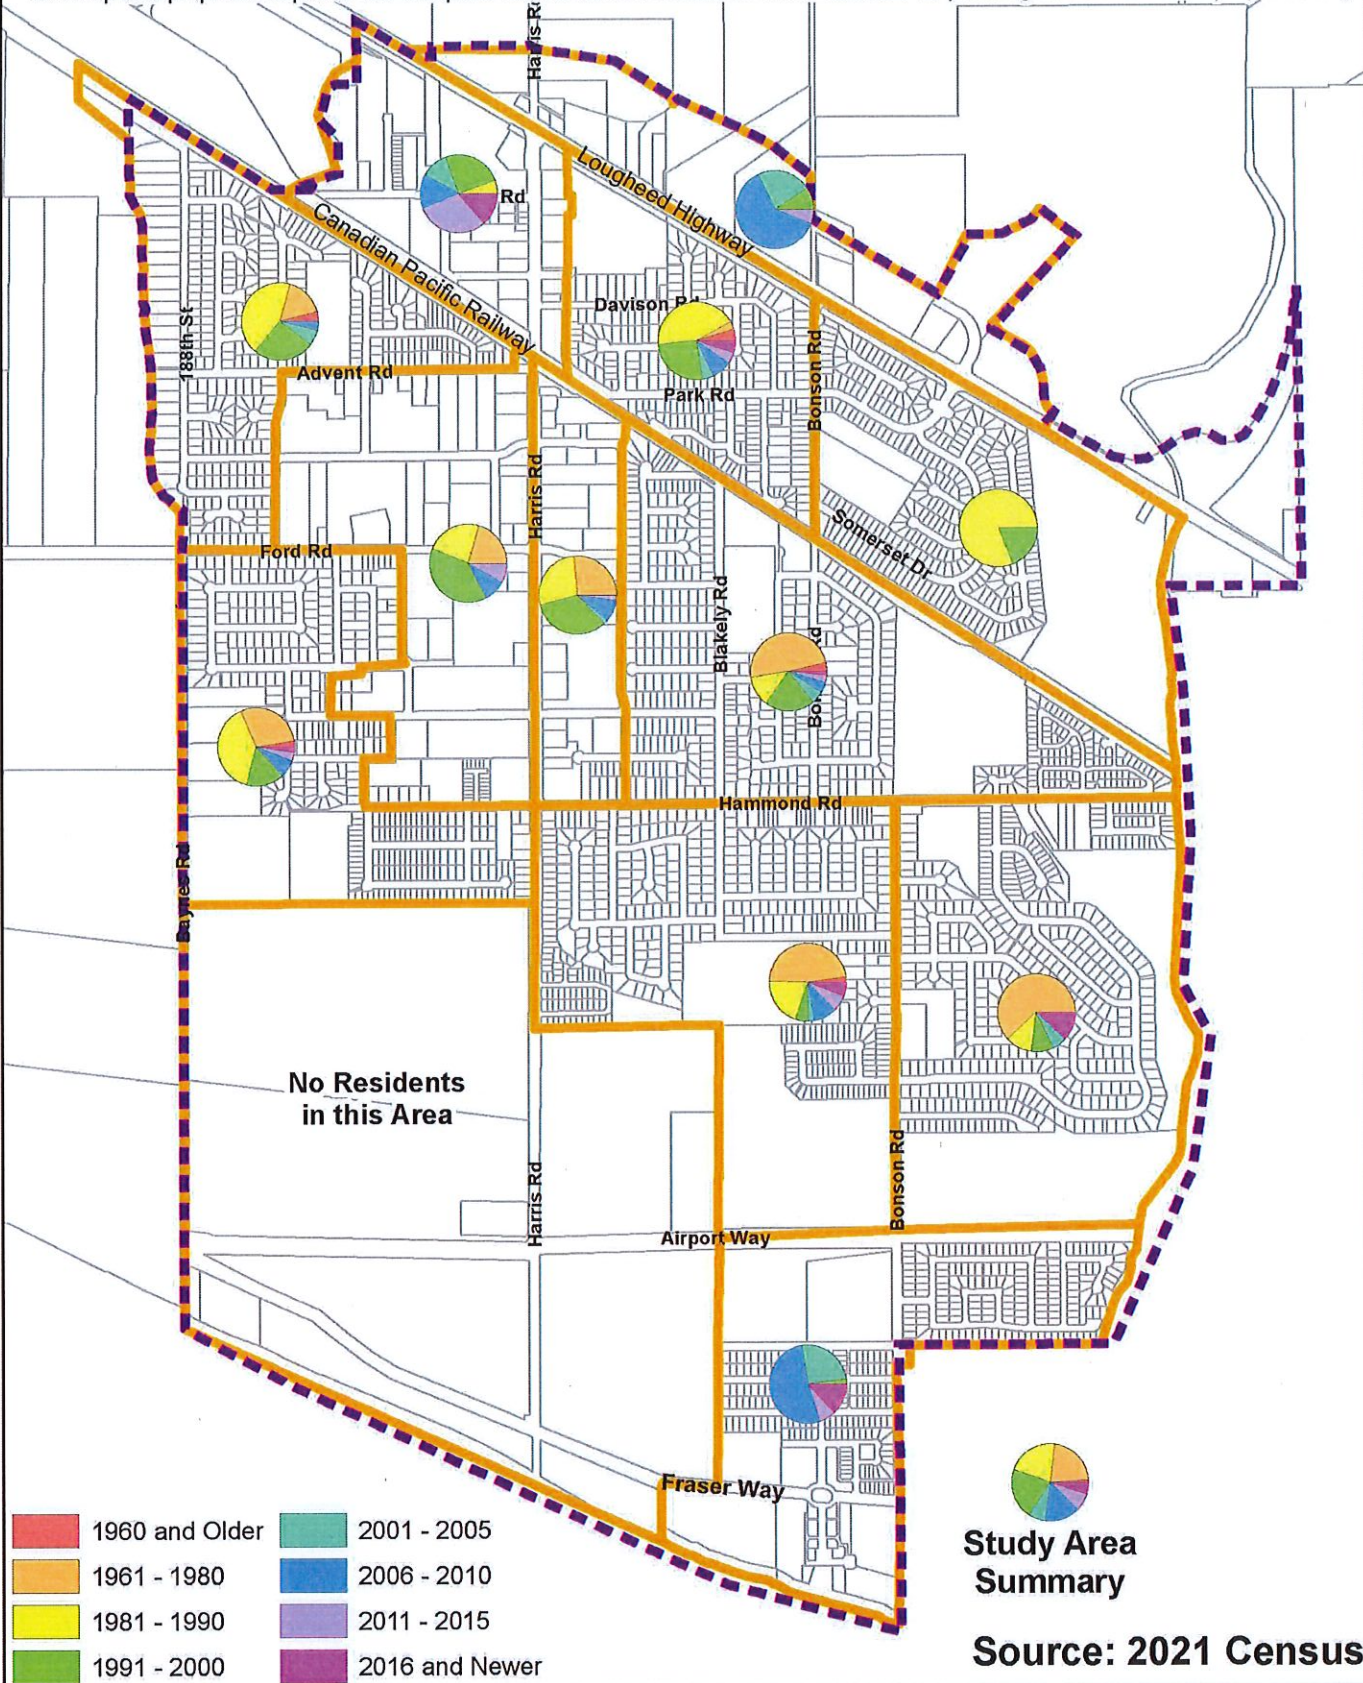 Harris Rd
Lougheed Highway
Rd
Canadian Pacific Railway
Davison Rd
188th St
Bonson Rd
Advent Rd
Park Rd
Harris Rd
Somerset Dr
Ford Rd
Blakely Rd
Hammond Rd
Baynes Rd
No Residents
in this Area
Harris Rd
Bonson Rd
Airport Way
Fraser Way
1960 and Older
1961 - 1980
1981 - 1990
1991 - 2000
2001 - 2005
2006 - 2010
2011 - 2015
2016 and Newer
Study Area
Summary
Source: 2021 Census